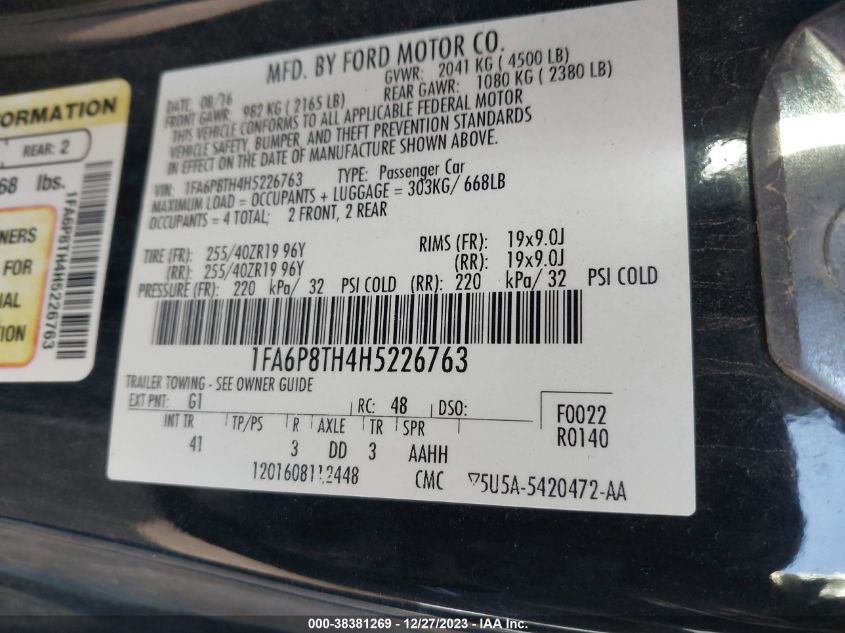 MFD. BY FORD MOTOR CO.
DATE: 08/16 GVWR: 2041 KG ( 4500 LB)
FRONT GAWR: 982 KG ( 2165 LB) REAR GAWR: 1080 KG ( 2380 LB)
THIS VEHICLE CONFORMS TO ALL APPLICABLE FEDERAL MOTOR
VEHICLE SAFETY, BUMPER, AND THEFT PREVENTION STANDARDS
IN EFFECT ON THE DATE OF MANUFACTURE SHOWN ABOVE.
VIN: 1FA6P8TH4H5226763 TYPE: Passenger Car
MAXIMUM LOAD = OCCUPANTS + LUGGAGE = 303KG/ 668LB
OCCUPANTS = 4 TOTAL; 2 FRONT, 2 REAR
TIRE (FR): 255/40ZR19 96Y RIMS (FR): 19x9.0J
(RR): 255/40ZR19 96Y (RR): 19x9.0J
PRESSURE (FR): 220 kPa/ 32 PSI COLD (RR): 220 kPa/ 32 PSI COLD
1FA6P8TH4H5226763
TRAILER TOWING - SEE OWNER GUIDE
EXT PNT: G1 RC: 48 DSO:
INT TR TP/PS R AXLE TR SPR
41 3 DD 3 AAHH
F0022
R0140
1201608112448 CMC 75U5A-5420472-AA
ORMATION
REAR: 2
68 lbs.
1FA6P8TH4H5226763
NERS
FOR
IAL
TION
000-38381269 - 12/27/2023 - IAA Inc.